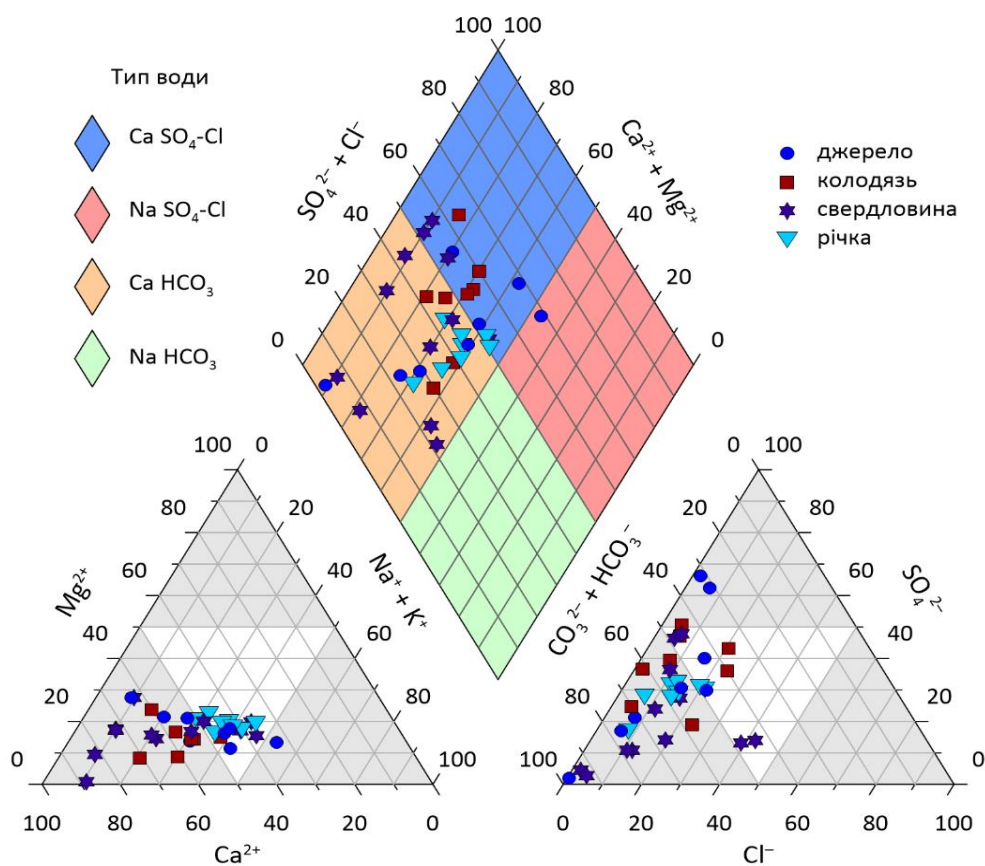 Тип води
Ca SO₄-Cl
Na SO₄-Cl
Ca HCO₃
Na HCO₃
джерело
колодязь
свердловина
річка
100 100
80 80
60 60
40 40
20 20
0 0
SO₄²⁻ + Cl⁻
Ca²⁺ + Mg²⁺
100 0
80 20
60 40
40 60
20 80
0 100
Mg²⁺
Na⁺ + K⁺
100 80 60 40 20 0
Ca²⁺
0 100
20 80
40 60
60 40
80 20
100 0
CO₃²⁻ + HCO₃⁻
SO₄²⁻
0 20 40 60 80 100
Cl⁻